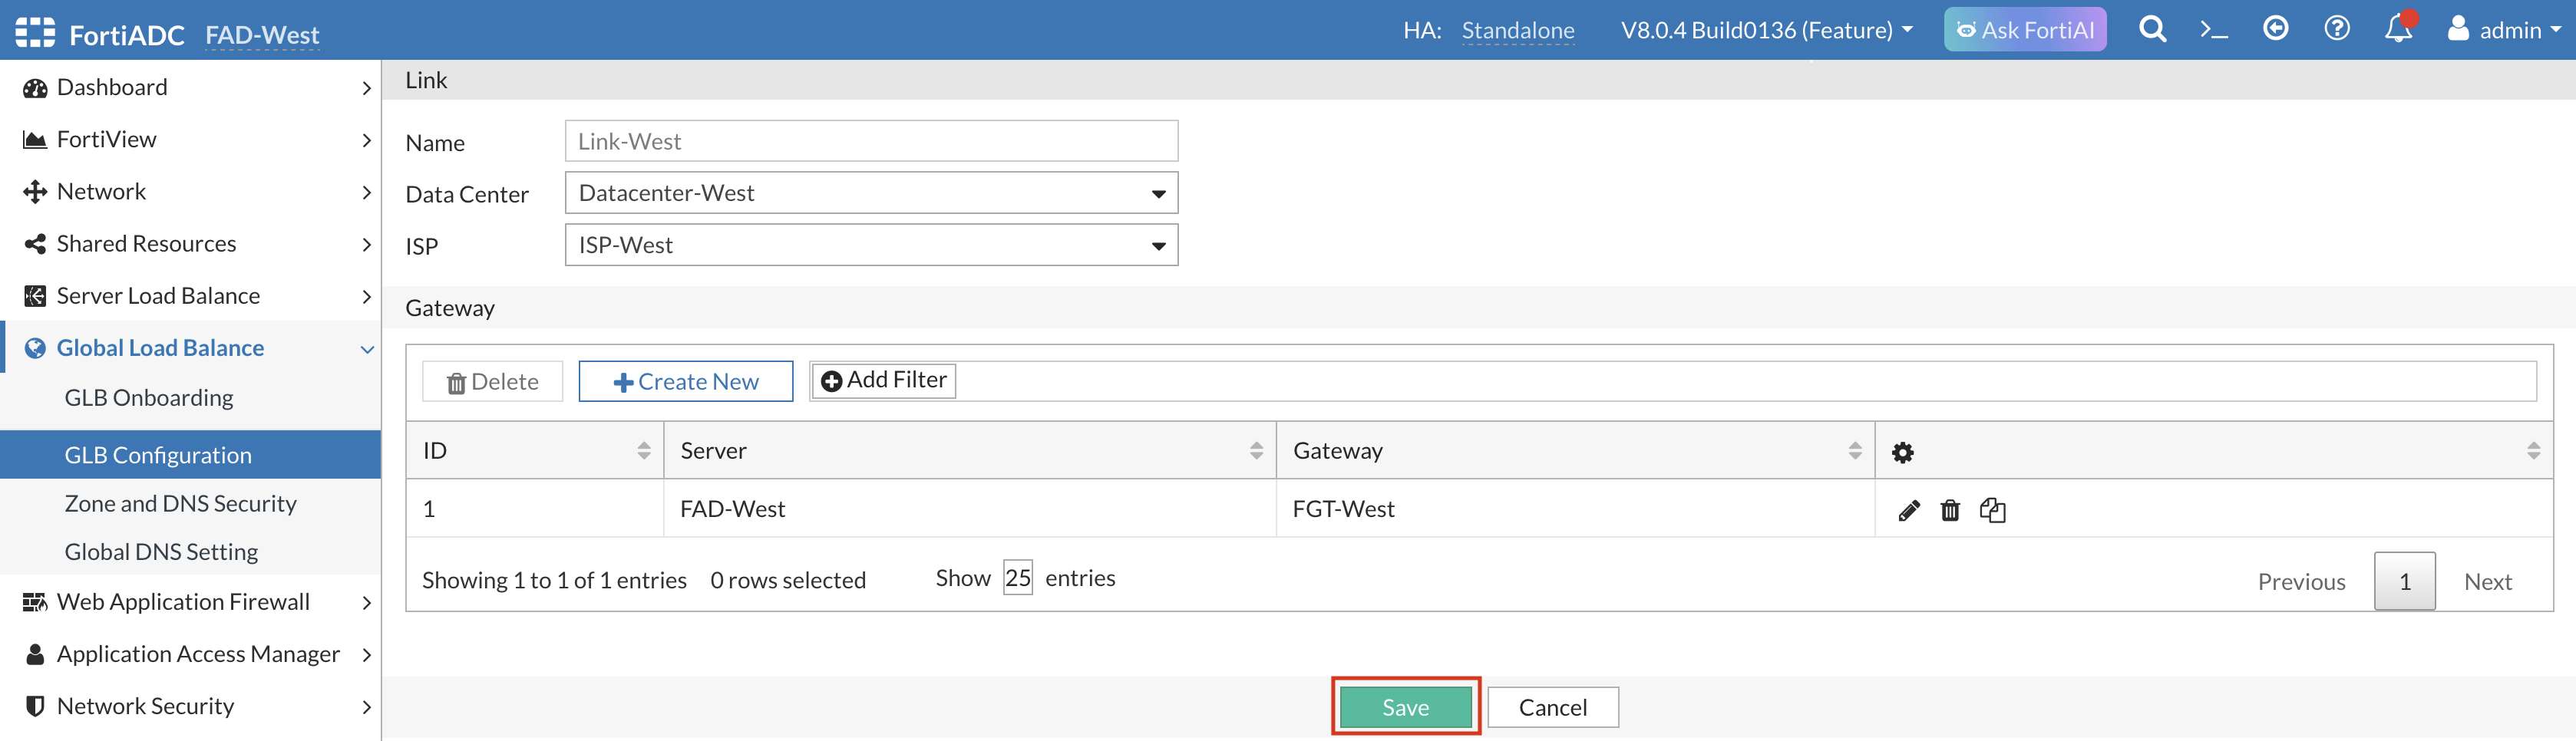 FortiADC FAD-West HA: Standalone V8.0.4 Build0136 (Feature) Ask FortiAI admin
Dashboard
FortiView
Network
Shared Resources
Server Load Balance
Global Load Balance
GLB Onboarding
GLB Configuration
Zone and DNS Security
Global DNS Setting
Web Application Firewall
Application Access Manager
Network Security
Link
Name Link-West
Data Center Datacenter-West
ISP ISP-West
Gateway
Delete Create New Add Filter
ID Server Gateway
1 FAD-West FGT-West
Showing 1 to 1 of 1 entries 0 rows selected Show 25 entries Previous 1 Next
Save Cancel